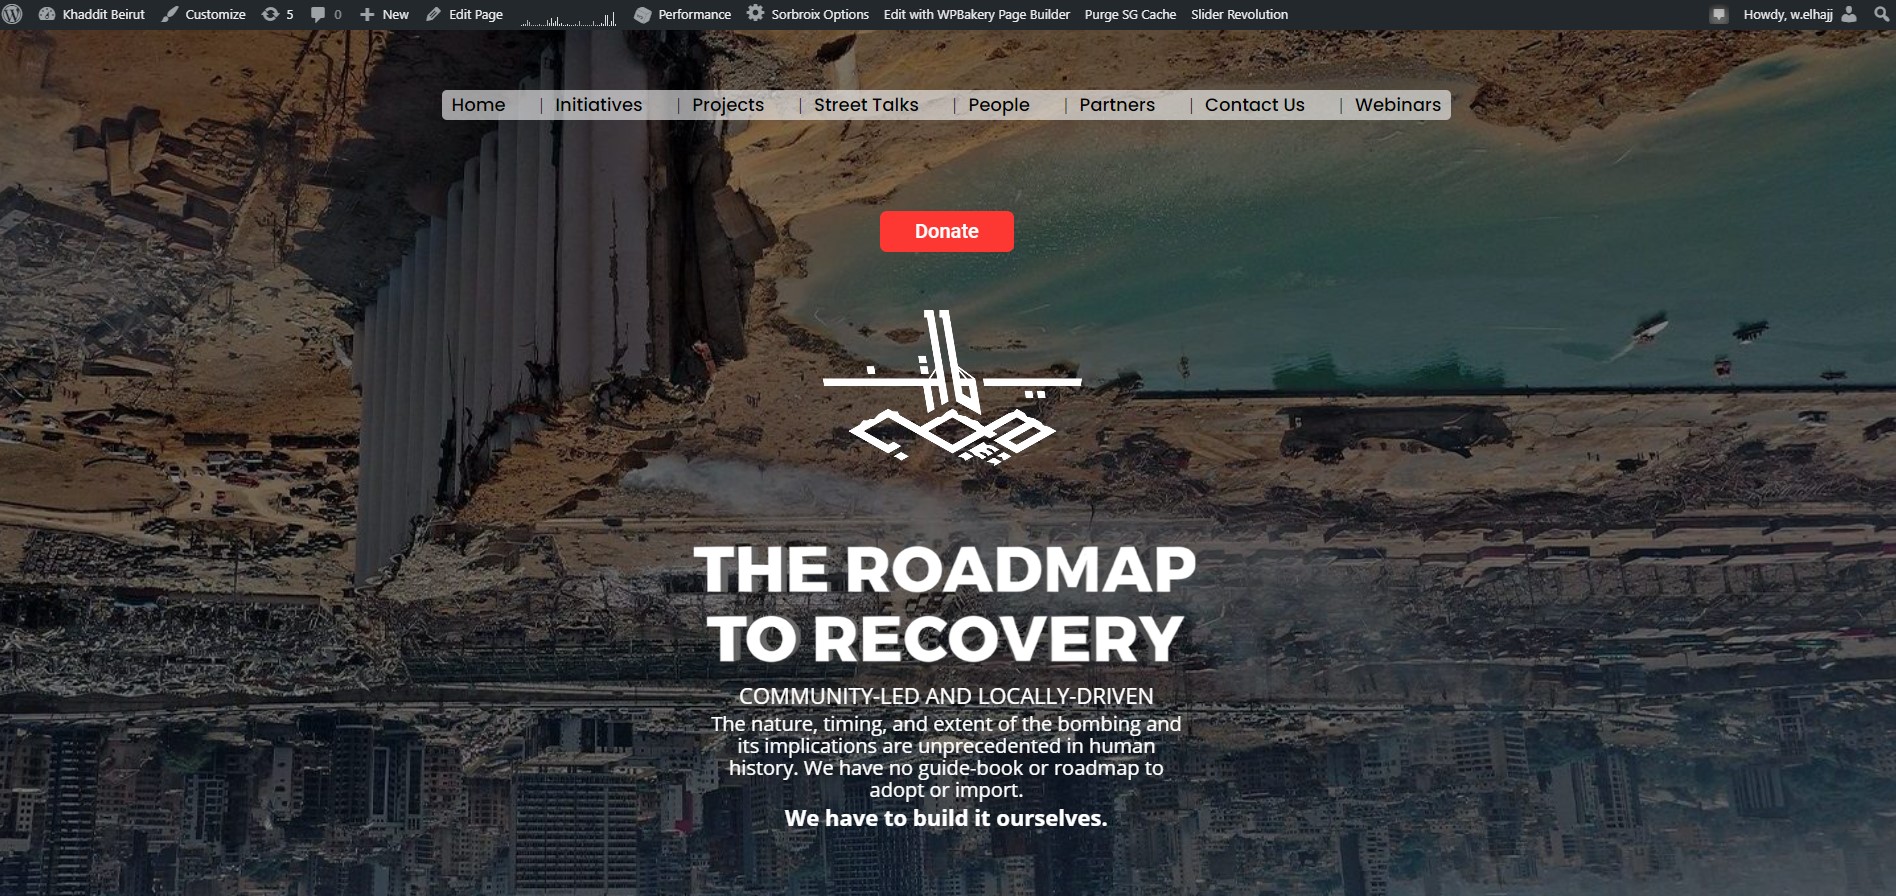 Khaddit Beirut Customize 5 0 New Edit Page Performance Sorbroix Options Edit with WPBakery Page Builder Purge SG Cache Slider Revolution Howdy, w.elhajj
Home | Initiatives | Projects | Street Talks | People | Partners | Contact Us | Webinars
Donate
THE ROADMAP
TO RECOVERY
COMMUNITY-LED AND LOCALLY-DRIVEN
The nature, timing, and extent of the bombing and
its implications are unprecedented in human
history. We have no guide-book or roadmap to
adopt or import.
We have to build it ourselves.